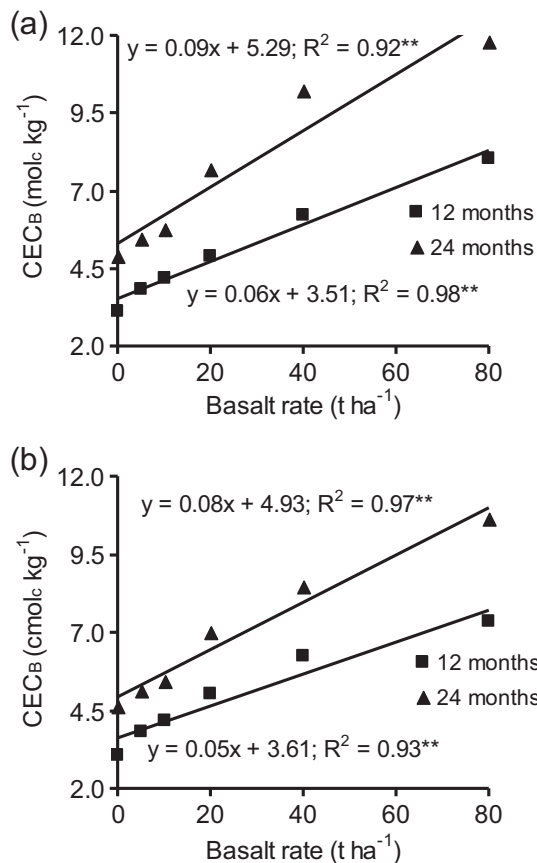 (a)
12.0
y = 0.09x + 5.29; R² = 0.92**
9.5
CECB (molc kg⁻¹)
7.0
■ 12 months
▲ 24 months
4.5
y = 0.06x + 3.51; R² = 0.98**
2.0
0 20 40 60 80
Basalt rate (t ha⁻¹)
(b)
12.0
y = 0.08x + 4.93; R² = 0.97**
9.5
CECB (cmolc kg⁻¹)
7.0
■ 12 months
▲ 24 months
4.5
y = 0.05x + 3.61; R² = 0.93**
2.0
0 20 40 60 80
Basalt rate (t ha⁻¹)